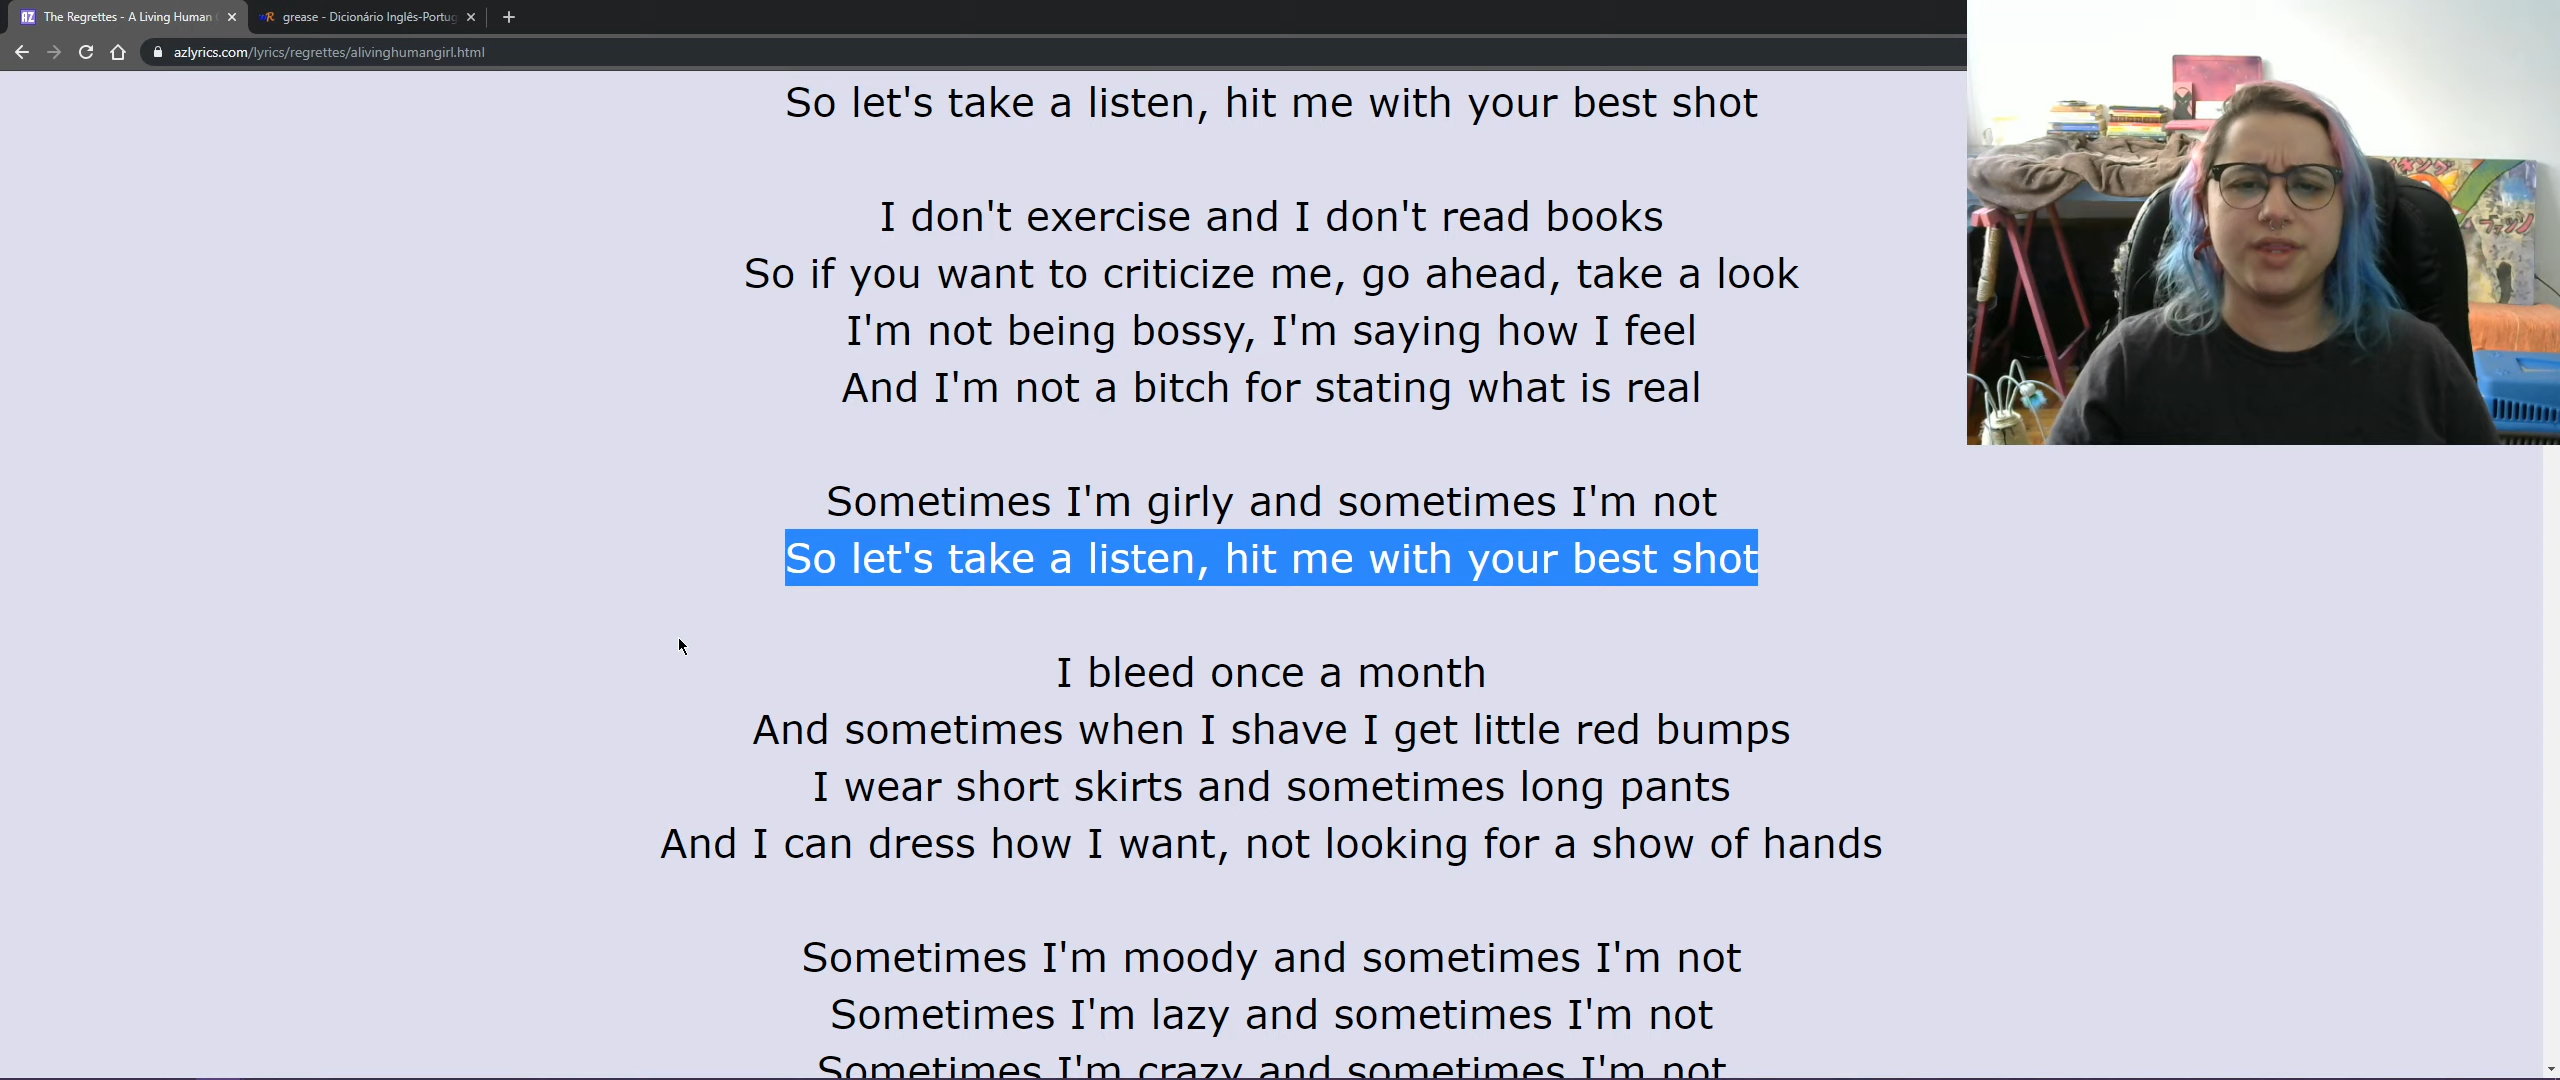 The Regrettes - A Living Human
grease - Dicionário Inglês-Portug
azlyrics.com/lyrics/regrettes/alivinghumangirl.html
So let's take a listen, hit me with your best shot
I don't exercise and I don't read books
So if you want to criticize me, go ahead, take a look
I'm not being bossy, I'm saying how I feel
And I'm not a bitch for stating what is real
Sometimes I'm girly and sometimes I'm not
So let's take a listen, hit me with your best shot
I bleed once a month
And sometimes when I shave I get little red bumps
I wear short skirts and sometimes long pants
And I can dress how I want, not looking for a show of hands
Sometimes I'm moody and sometimes I'm not
Sometimes I'm lazy and sometimes I'm not
Sometimes I'm crazy and sometimes I'm not